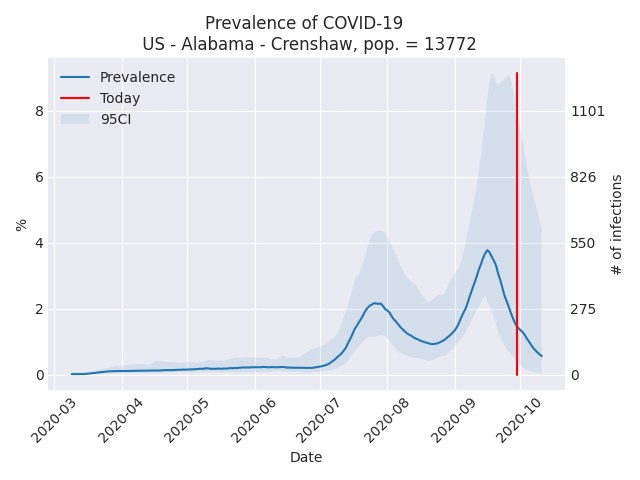 Prevalence of COVID-19
US - Alabama - Crenshaw, pop. = 13772
Prevalence
Today
95CI
8
6
4
2
0
%
1101
826
550
275
0
# of infections
2020-03
2020-04
2020-05
2020-06
2020-07
2020-08
2020-09
2020-10
Date